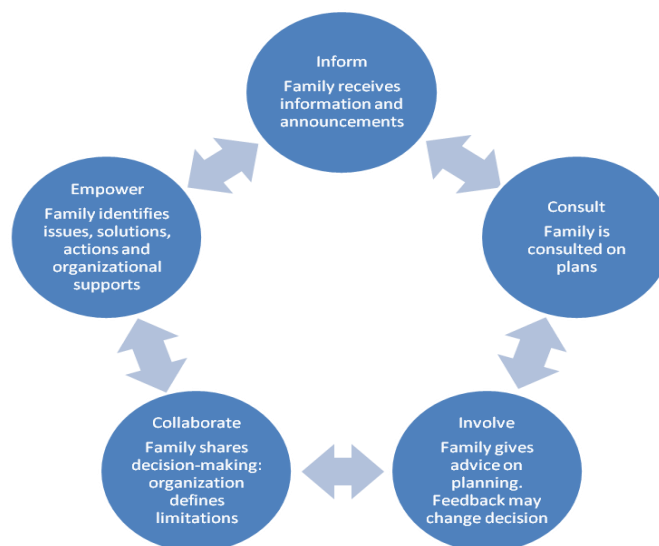 Inform
Family receives
information and
announcements
Consult
Family is
consulted on
plans
Involve
Family gives
advice on
planning.
Feedback may
change decision
Collaborate
Family shares
decision-making:
organization
defines
limitations
Empower
Family identifies
issues, solutions,
actions and
organizational
supports